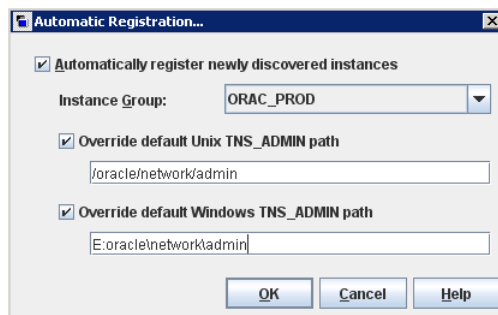 Automatic Registration...
Automatically register newly discovered instances
Instance Group: ORAC_PROD
Override default Unix TNS_ADMIN path
/oracle/network/admin
Override default Windows TNS_ADMIN path
E:oracle\network\admin
OK Cancel Help